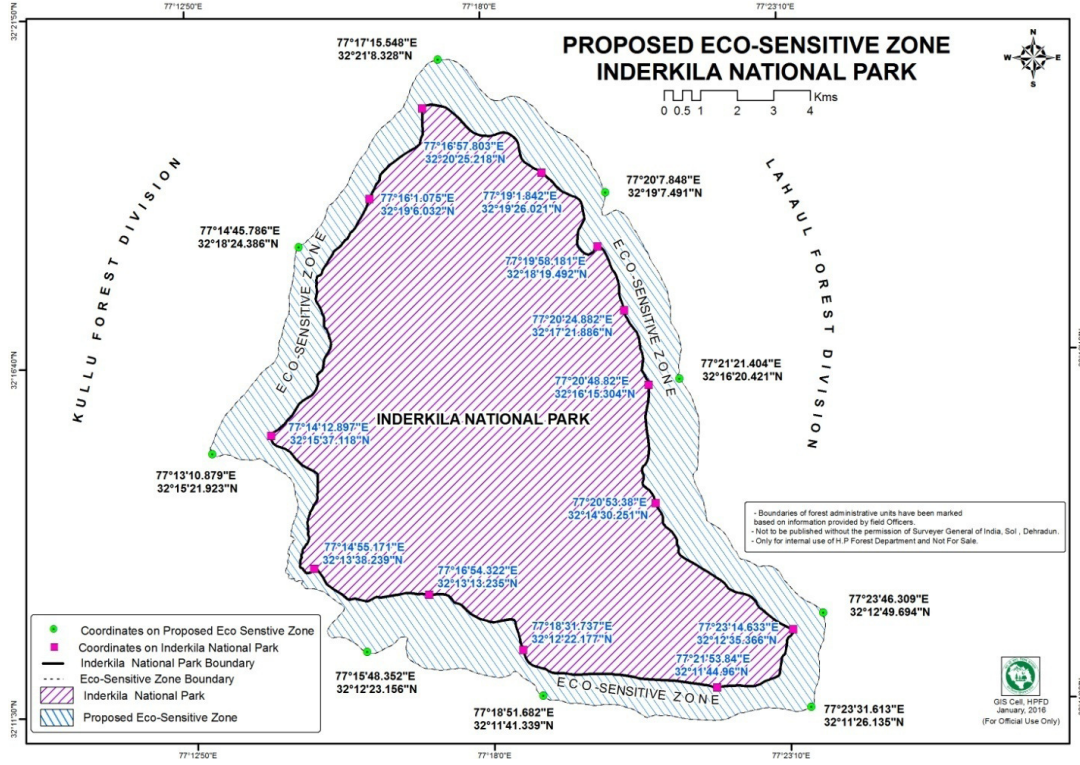 77°12'50"E
77°18'0"E
77°23'10"E
32°21'50"N
PROPOSED ECO-SENSITIVE ZONE
INDERKILA NATIONAL PARK
N
W
E
S
Kms
0 0.5 1 2 3 4
77°17'15.548"E
32°21'8.328"N
77°16'57.803"E
32°20'25.218"N
77°20'7.848"E
32°19'7.491"N
77°16'1.075"E
32°19'6.032"N
77°19'1.842"E
32°19'26.021"N
77°14'45.786"E
32°18'24.386"N
KULLU FOREST DIVISION
LAHAUL FOREST DIVISION
ECO-SENSITIVE ZONE
ECO-SENSITIVE ZONE
77°19'58.181"E
32°18'19.492"N
77°20'24.882"E
32°17'21.886"N
32°16'40"N
77°21'21.404"E
32°16'20.421"N
77°20'48.82"E
32°16'15.304"N
INDERKILA NATIONAL PARK
77°14'12.897"E
32°15'37.118"N
77°13'10.879"E
32°15'21.923"N
77°20'53.38"E
32°14'30.251"N
- Boundaries of forest administrative units have been marked
based on information provided by field Officers.
- Not to be published without the permission of Surveyer General of India, SoI , Dehradun.
- Only for internal use of H.P Forest Department and Not For Sale.
77°14'55.171"E
32°13'38.239"N
77°16'54.322"E
32°13'13.235"N
77°23'46.309"E
32°12'49.694"N
77°18'31.737"E
32°12'22.177"N
77°23'14.633"E
32°12'35.366"N
77°21'53.84"E
32°11'44.96"N
77°15'48.352"E
32°12'23.156"N
ECO-SENSITIVE ZONE
77°18'51.682"E
32°11'41.339"N
77°23'31.613"E
32°11'26.135"N
Coordinates on Proposed Eco Senstive Zone
Coordinates on Inderkila National Park
Inderkila National Park Boundary
Eco-Sensitive Zone Boundary
Inderkila National Park
Proposed Eco-Sensitive Zone
GIS Cell, HPFD
January, 2016
(For Official Use Only)
32°11'30"N
77°12'50"E
77°18'0"E
77°23'10"E